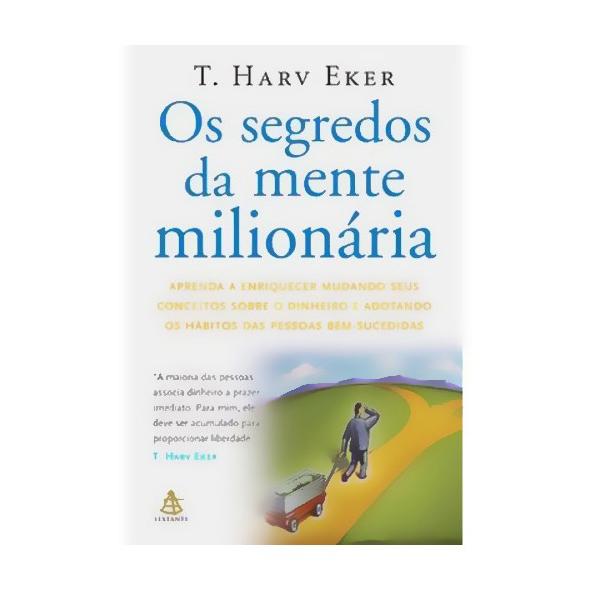 T. HARV EKER
Os segredos
da mente
milionária
APRENDA A ENRIQUECER MUDANDO SEUS
CONCEITOS SOBRE O DINHEIRO E ADOTANDO
OS HÁBITOS DAS PESSOAS BEM-SUCEDIDAS
"A maioria das pessoas
associa dinheiro a prazer
imediato. Para mim, ele
deve ser acumulado para
proporcionar liberdade
T. HARV EKER
SEXTANTE